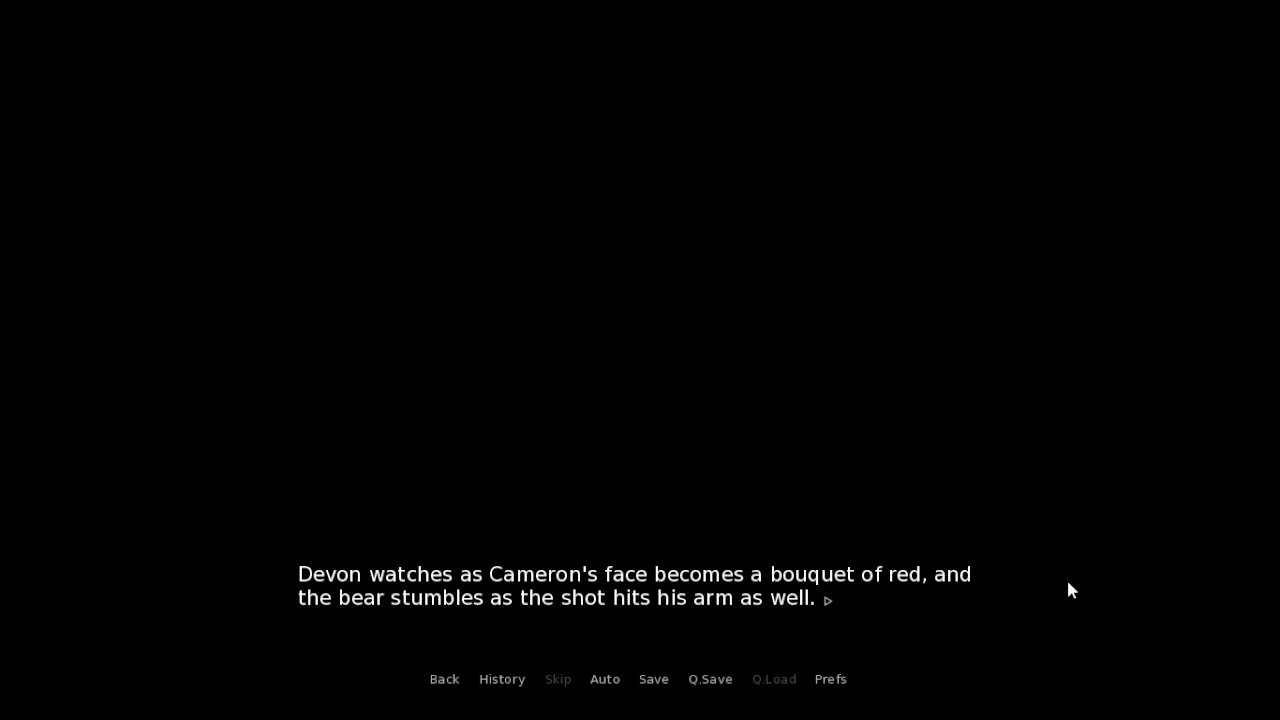 Devon watches as Cameron's face becomes a bouquet of red, and
the bear stumbles as the shot hits his arm as well.
Back History Skip Auto Save Q.Save Q.Load Prefs